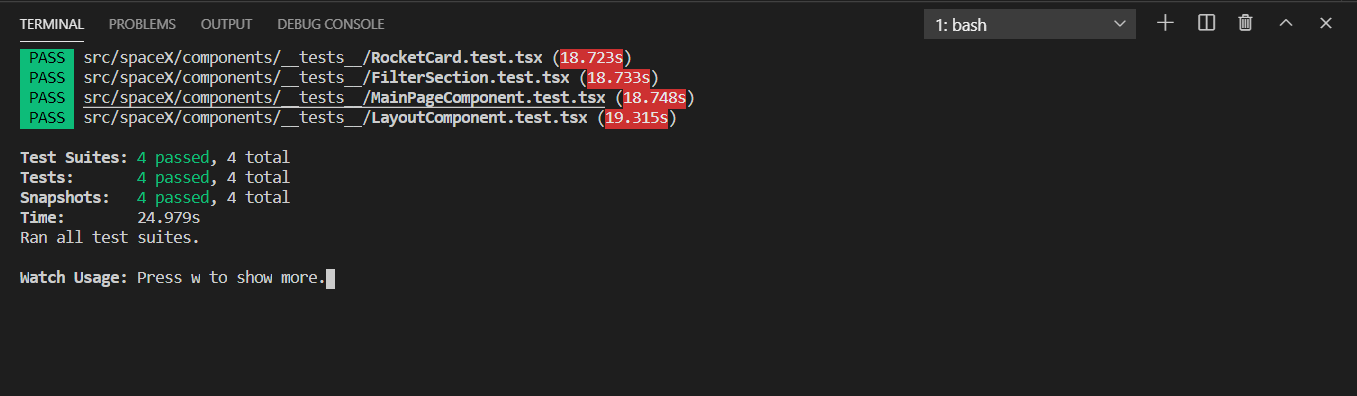 TERMINAL PROBLEMS OUTPUT DEBUG CONSOLE 1: bash
PASS src/spaceX/components/__tests__/RocketCard.test.tsx (18.723s)
PASS src/spaceX/components/__tests__/FilterSection.test.tsx (18.733s)
PASS src/spaceX/components/__tests__/MainPageComponent.test.tsx (18.748s)
PASS src/spaceX/components/__tests__/LayoutComponent.test.tsx (19.315s)
Test Suites: 4 passed, 4 total
Tests: 4 passed, 4 total
Snapshots: 4 passed, 4 total
Time: 24.979s
Ran all test suites.
Watch Usage: Press w to show more.